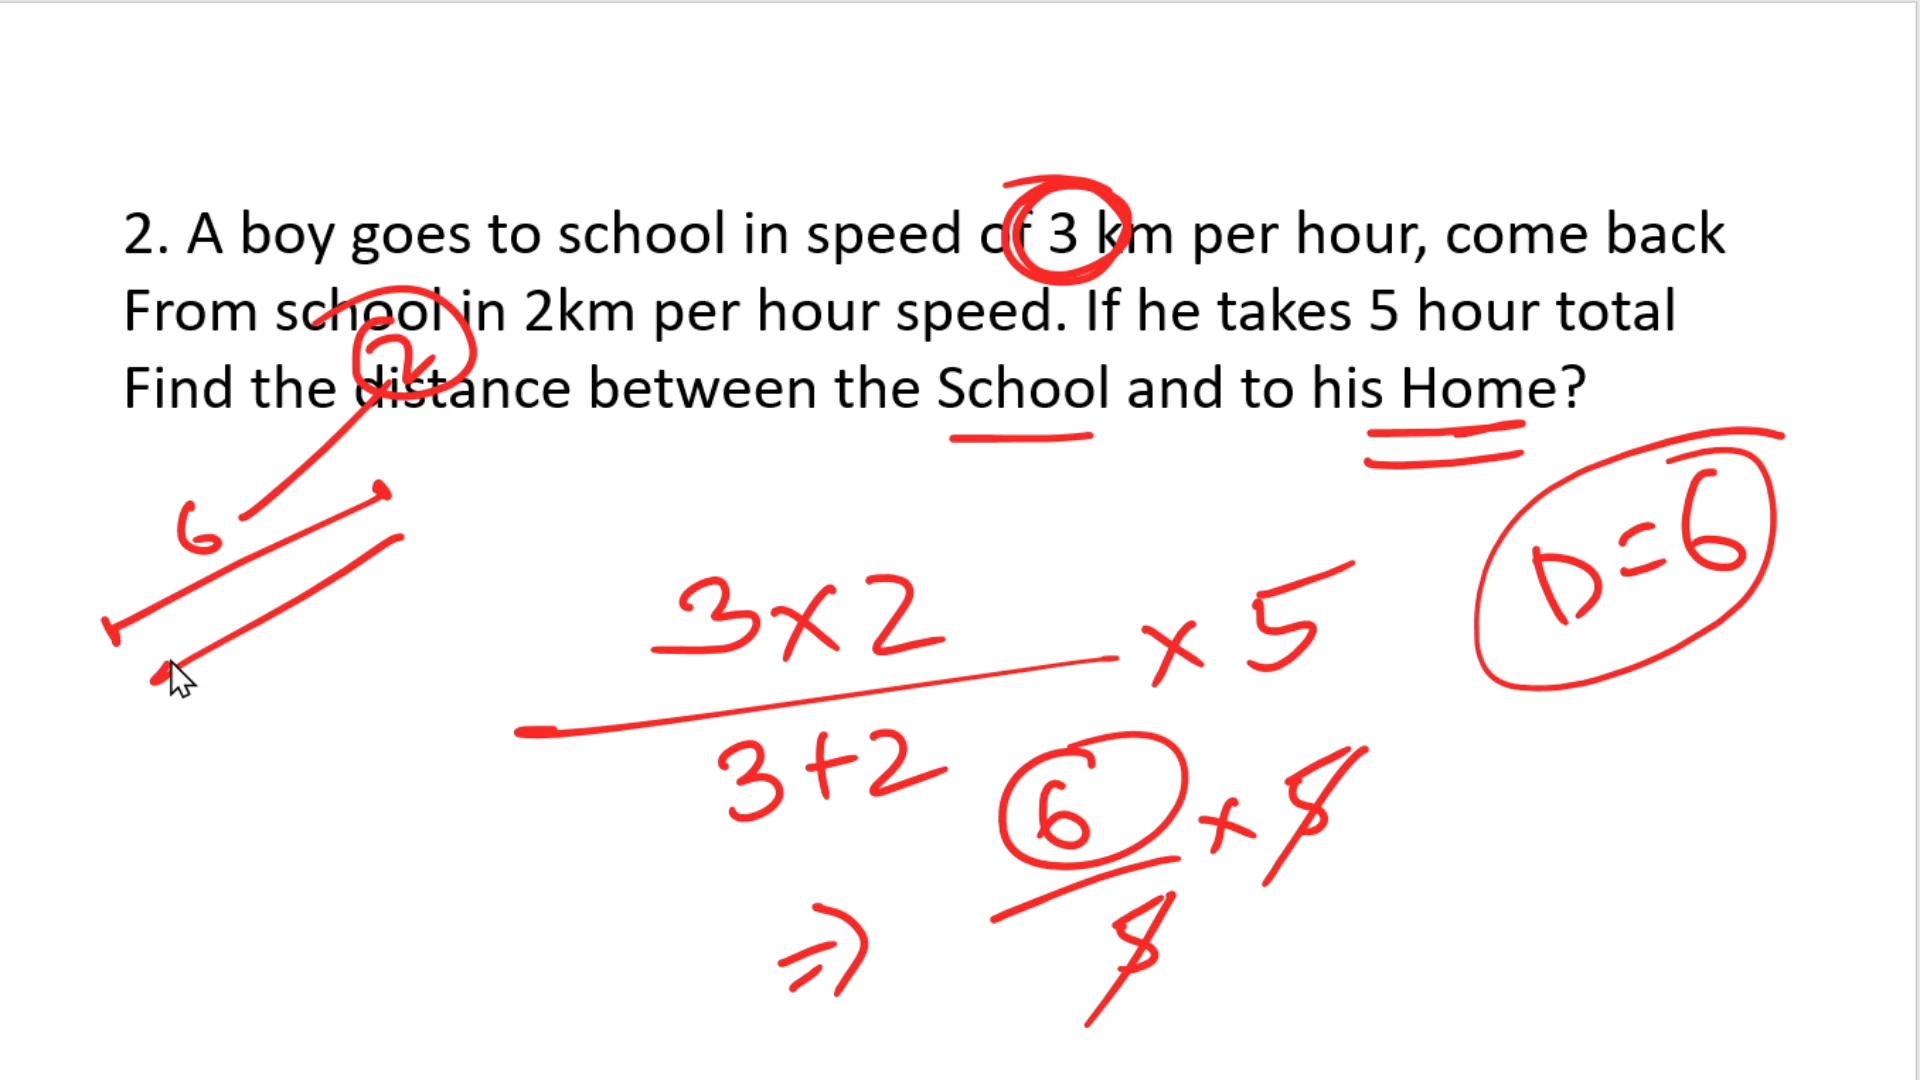 2. A boy goes to school in speed of 3 km per hour, come back
From school in 2km per hour speed. If he takes 5 hour total
Find the distance between the School and to his Home?
2
6
D=6
3x2 x 5
3+2
6 x 5
=) 5